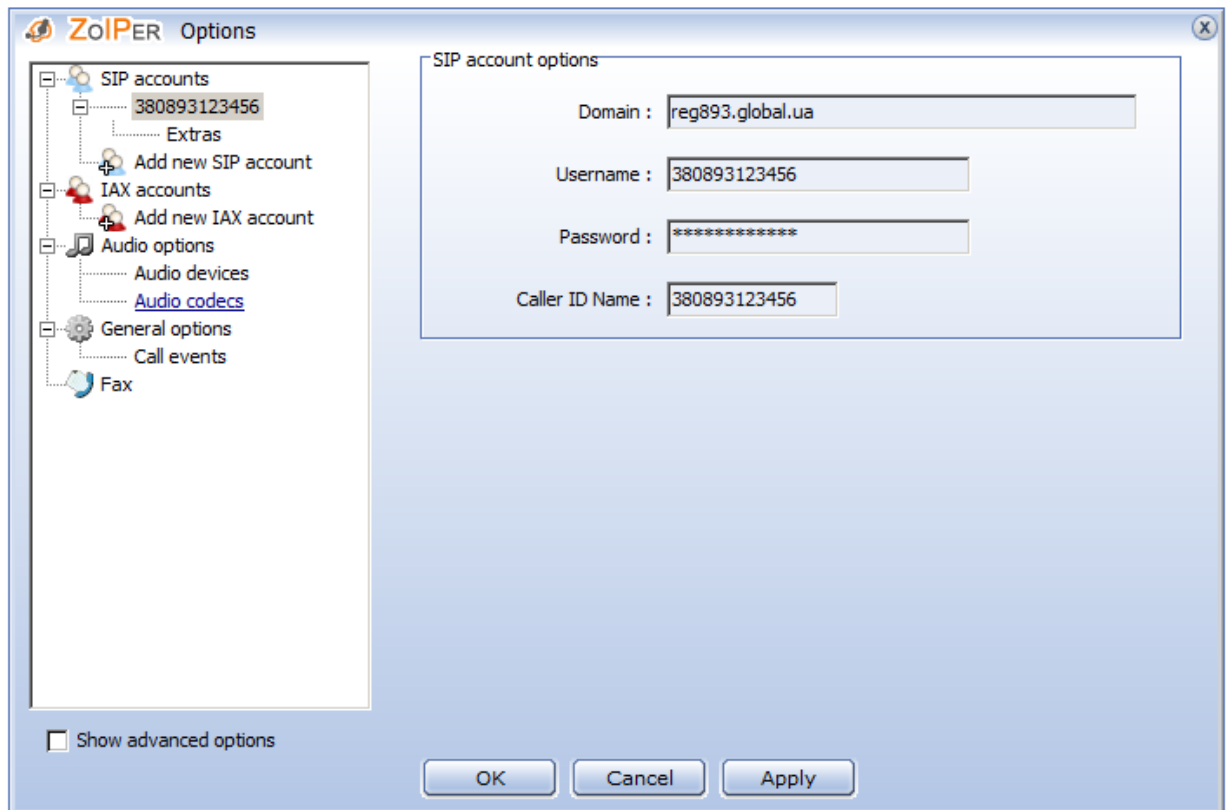 ZOIPER Options
SIP accounts
380893123456
Extras
Add new SIP account
IAX accounts
Add new IAX account
Audio options
Audio devices
Audio codecs
General options
Call events
Fax
Show advanced options
SIP account options
Domain : reg893.global.ua
Username : 380893123456
Password : ************
Caller ID Name : 380893123456
OK Cancel Apply